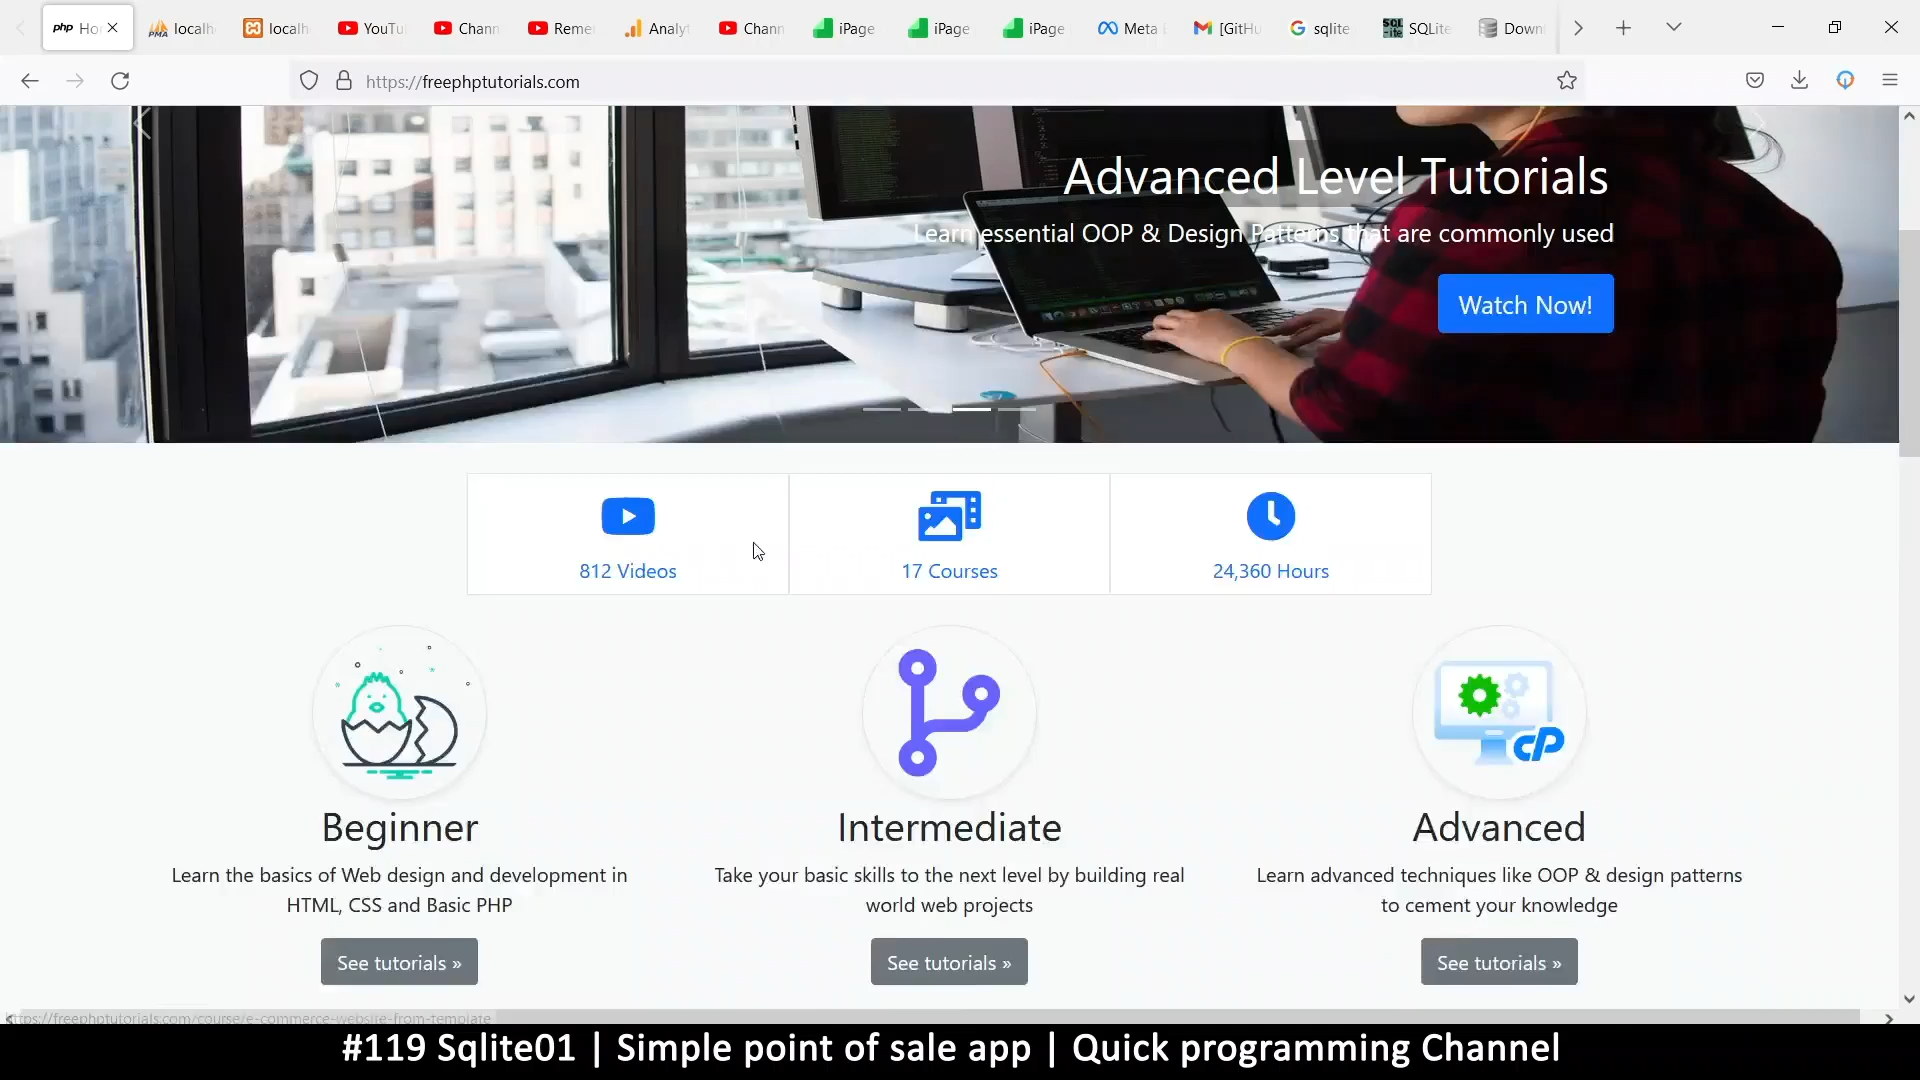 php Ho
localh
localh
YouTu
Chann
Remen
Analyt
Chann
iPage
iPage
iPage
Meta
[GitHu
sqlite
SQLite
Down
https://freephptutorials.com
Advanced Level Tutorials
Learn essential OOP & Design Patterns that are commonly used
Watch Now!
812 Videos
17 Courses
24,360 Hours
Beginner
Intermediate
Advanced
Learn the basics of Web design and development in
HTML, CSS and Basic PHP
Take your basic skills to the next level by building real
world web projects
Learn advanced techniques like OOP & design patterns
to cement your knowledge
See tutorials »
See tutorials »
See tutorials »
https://freephptutorials.com/course/e-commerce-website-from-template
#119 Sqlite01 | Simple point of sale app | Quick programming Channel